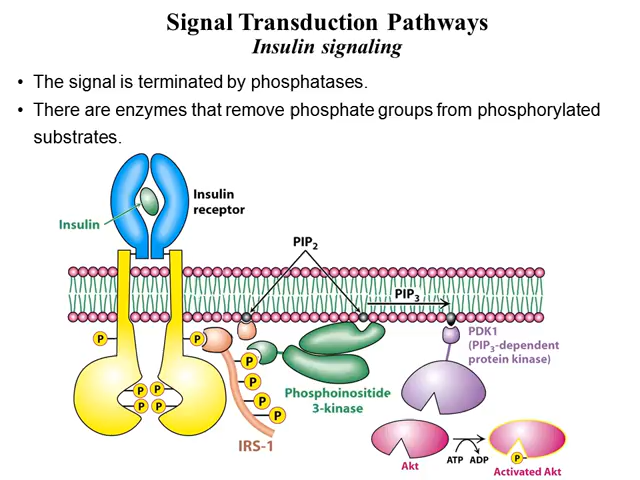 Signal Transduction Pathways
Insulin signaling
• The signal is terminated by phosphatases.
• There are enzymes that remove phosphate groups from phosphorylated
substrates.
Insulin
receptor
Insulin
PIP2
PIP3
PDK1
(PIP3-dependent
protein kinase)
P
P
P
P
P
P
P
P
P
P
Phosphoinositide
3-kinase
IRS-1
Akt
ATP
ADP
P
Activated Akt